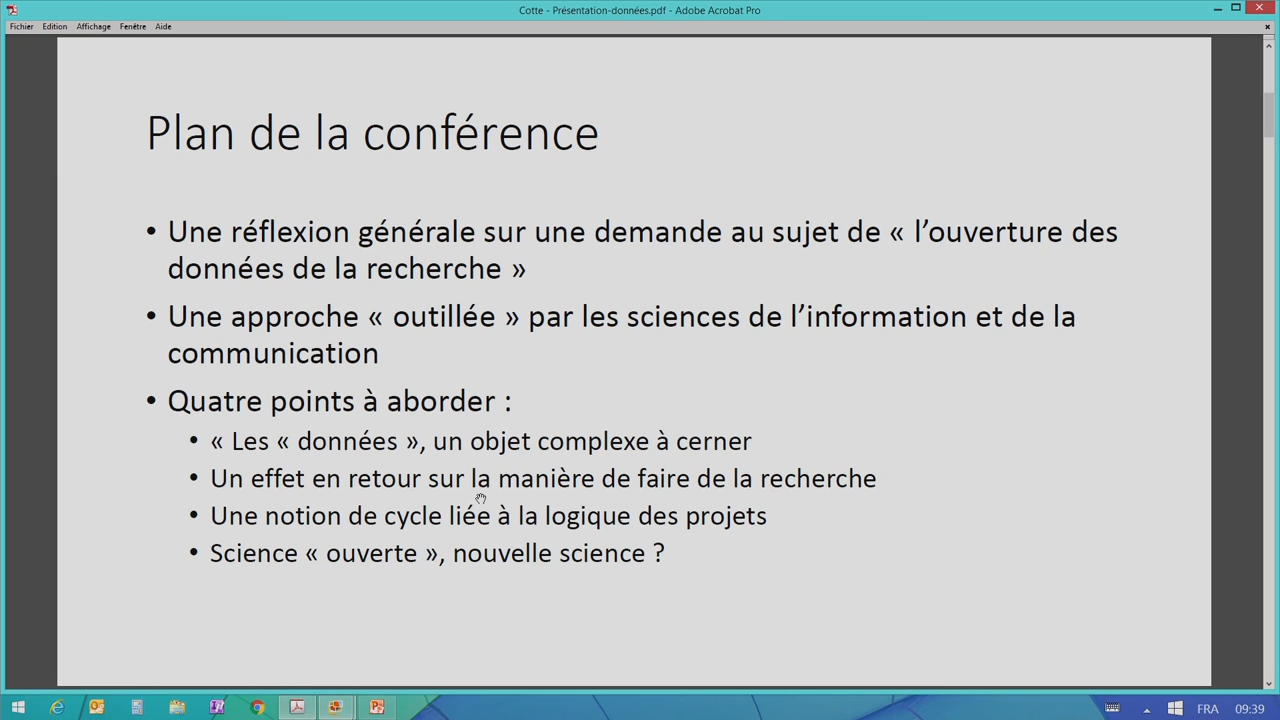 Cotte - Présentation-données.pdf - Adobe Acrobat Pro
Fichier Edition Affichage Fenêtre Aide
Plan de la conférence
• Une réflexion générale sur une demande au sujet de « l’ouverture des
données de la recherche »
• Une approche « outillée » par les sciences de l’information et de la
communication
• Quatre points à aborder :
• « Les « données », un objet complexe à cerner
• Un effet en retour sur la manière de faire de la recherche
• Une notion de cycle liée à la logique des projets
• Science « ouverte », nouvelle science ?
FRA 09:39